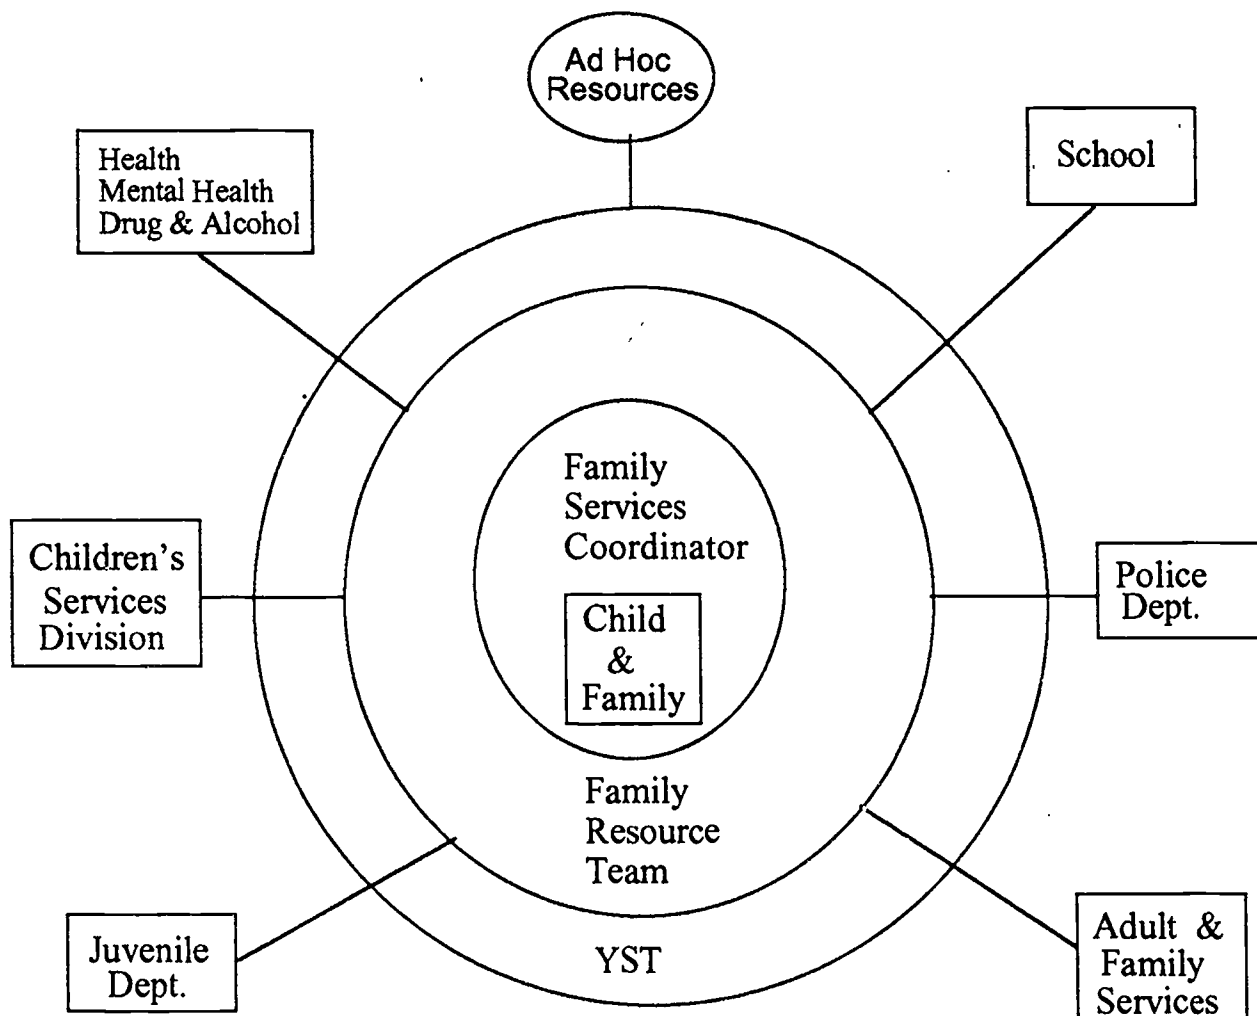 Ad Hoc
Resources
Health
Mental Health
Drug & Alcohol
School
Family
Services
Coordinator
Children's
Services
Division
Child
&
Family
Police
Dept.
Family
Resource
Team
Juvenile
Dept.
YST
Adult &
Family
Services